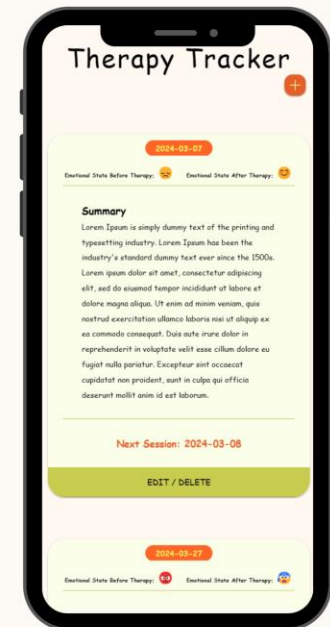 Therapy Tracker
+
2024-03-07
Emotional State Before Therapy: 😞 Emotional State After Therapy: 😊
Summary
Lorem Ipsum is simply dummy text of the printing and
typesetting industry. Lorem Ipsum has been the
industry's standard dummy text ever since the 1500s.
Lorem ipsum dolor sit amet, consectetur adipiscing
elit, sed do eiusmod tempor incididunt ut labore et
dolore magna aliqua. Ut enim ad minim veniam, quis
nostrud exercitation ullamco laboris nisi ut aliquip ex
ea commodo consequat. Duis aute irure dolor in
reprehenderit in voluptate velit esse cillum dolore eu
fugiat nulla pariatur. Excepteur sint occaecat
cupidatat non proident, sunt in culpa qui officia
deserunt mollit anim id est laborum.
Next Session: 2024-03-08
EDIT / DELETE
2024-03-27
Emotional State Before Therapy: 😡 Emotional State After Therapy: 😱